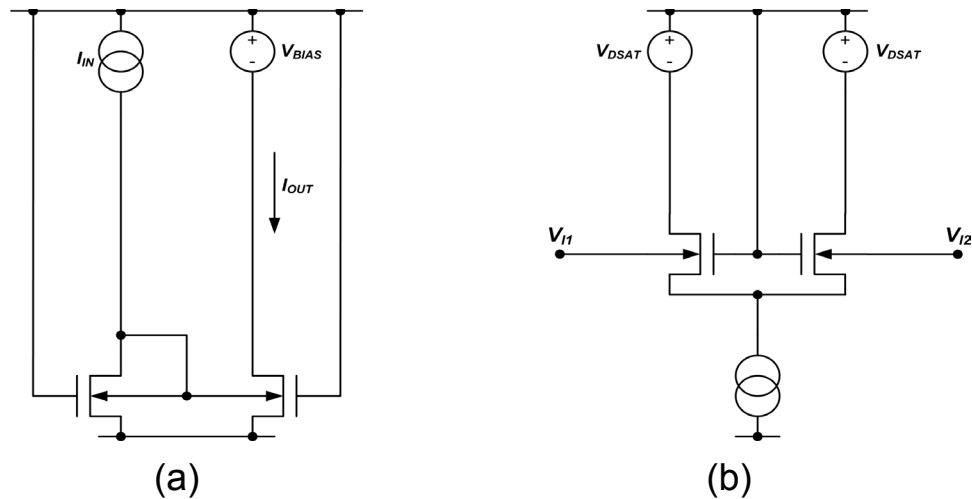 I_IN
V_BIAS
I_OUT
(a)
V_DSAT
V_DSAT
V_I1
V_I2
(b)
+
-
+
-
+
-